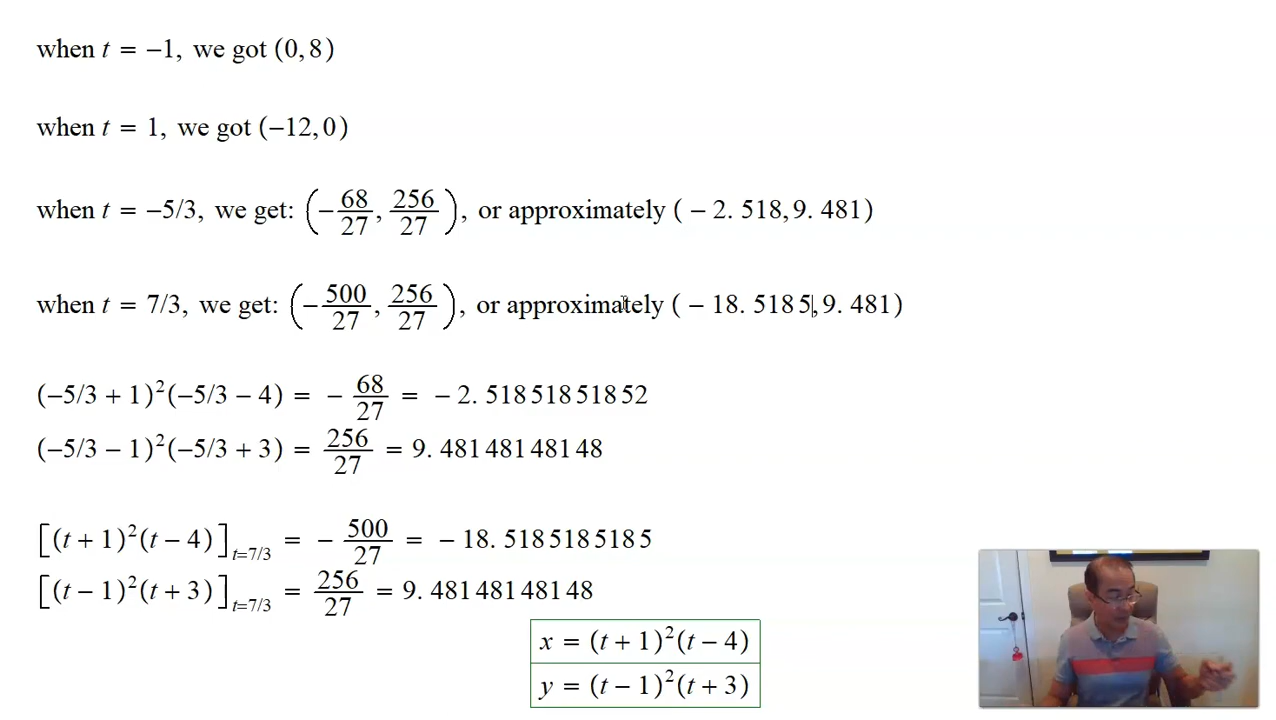 when t = −1, we got (0, 8)
when t = 1, we got (−12, 0)
when t = −5/3, we get: (−68/27, 256/27), or approximately ( − 2. 518, 9. 481)
when t = 7/3, we get: (−500/27, 256/27), or approximately ( − 18. 518 5, 9. 481)
(−5/3 + 1)²(−5/3 − 4) = − 68/27 = − 2. 518 518 518 52
(−5/3 − 1)²(−5/3 + 3) = 256/27 = 9. 481 481 481 48
[(t + 1)²(t − 4)]_{t=7/3} = − 500/27 = − 18. 518 518 518 5
[(t − 1)²(t + 3)]_{t=7/3} = 256/27 = 9. 481 481 481 48
x = (t + 1)²(t − 4)
y = (t − 1)²(t + 3)